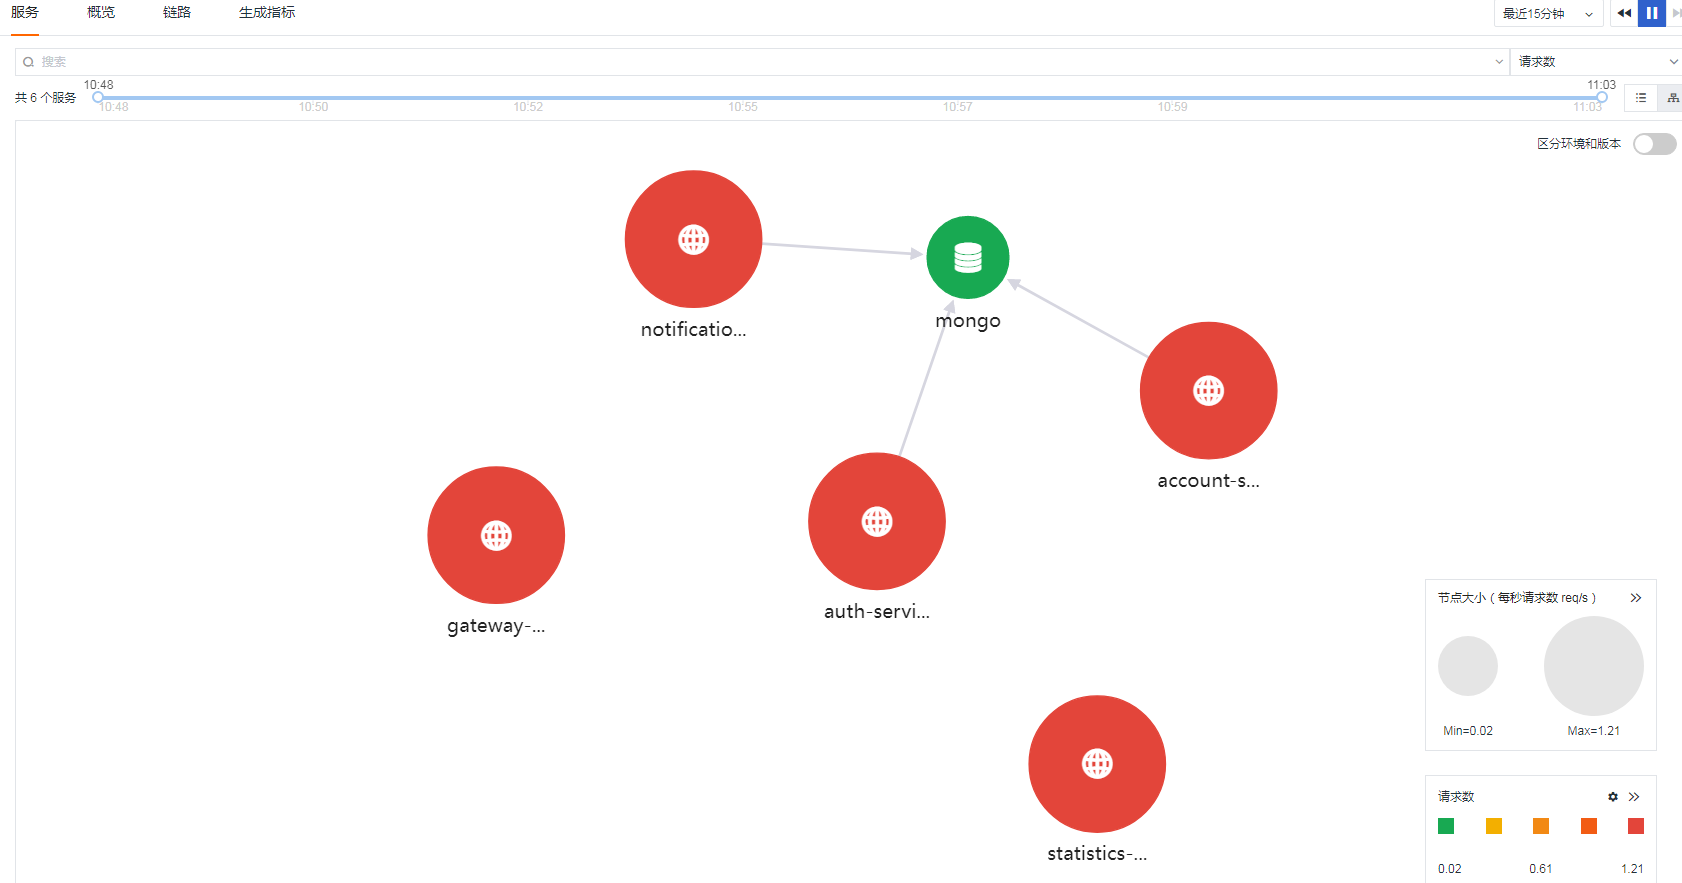 服务 概览 链路 生成指标 最近15分钟
搜索 请求数
10:48 11:03
共 6 个服务
10:48 10:50 10:52 10:55 10:57 10:59 11:03
区分环境和版本
mongo
notificatio...
account-s...
auth-servi...
gateway-...
statistics-...
节点大小 ( 每秒请求数 req/s )
Min=0.02 Max=1.21
请求数
0.02 0.61 1.21